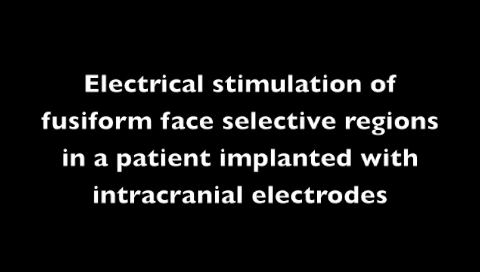 Electrical stimulation of
fusiform face selective regions
in a patient implanted with
intracranial electrodes